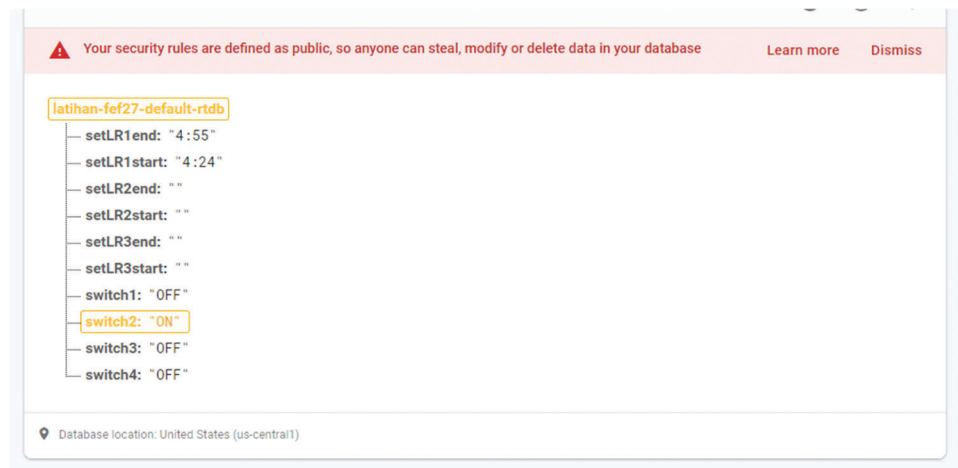 Your security rules are defined as public, so anyone can steal, modify or delete data in your database Learn more Dismiss
latihan-fef27-default-rtdb
setLR1end: "4:55"
setLR1start: "4:24"
setLR2end: ""
setLR2start: ""
setLR3end: ""
setLR3start: ""
switch1: "OFF"
switch2: "ON"
switch3: "OFF"
switch4: "OFF"
Database location: United States (us-central1)